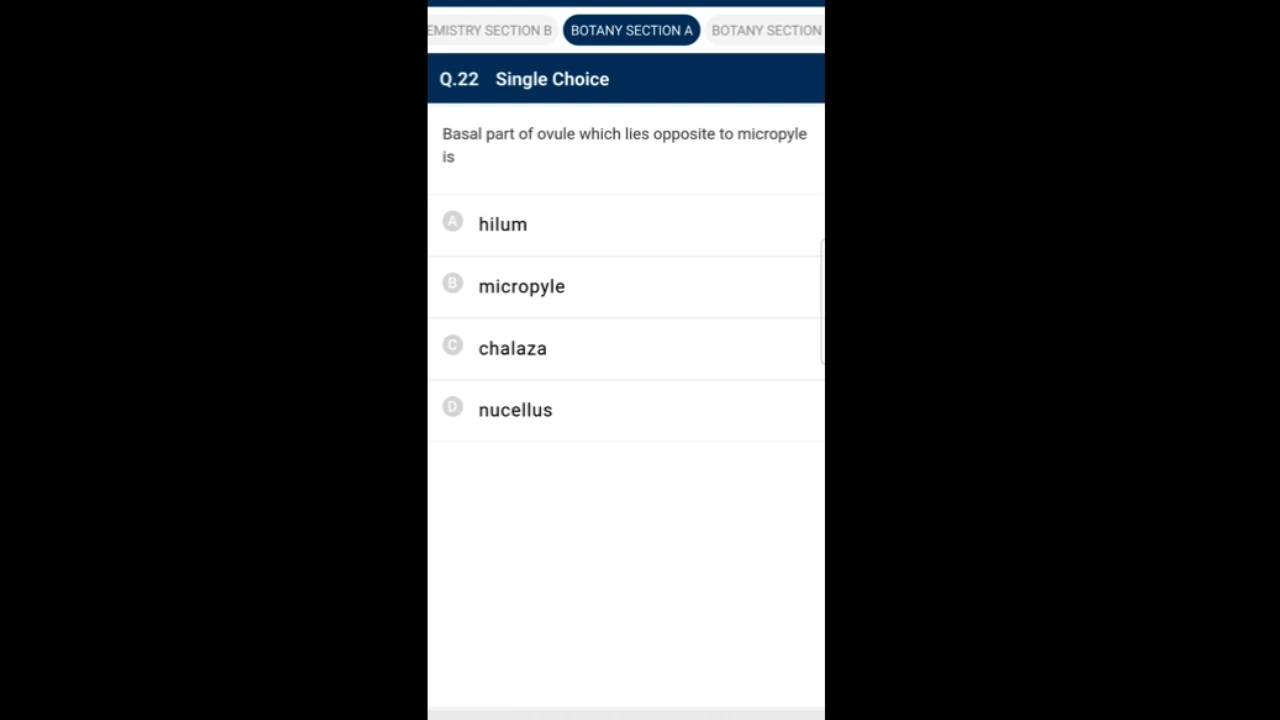 EMISTRY SECTION B BOTANY SECTION A BOTANY SECTION
Q.22 Single Choice
Basal part of ovule which lies opposite to micropyle
is
A hilum
B micropyle
C chalaza
D nucellus